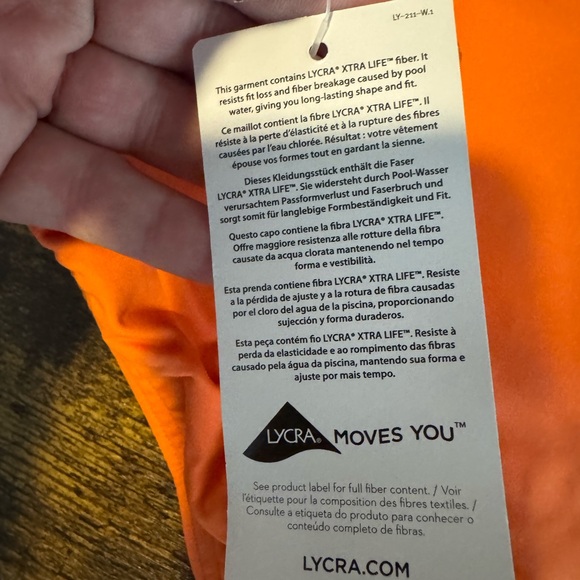 LY-211-W.1
This garment contains LYCRA® XTRA LIFE™ fiber. It
resists fit loss and fiber breakage caused by pool
water, giving you long-lasting shape and fit.
Ce maillot contient la fibre LYCRA® XTRA LIFE™. Il
résiste à la perte d'élasticité et à la rupture des fibres
causées par l'eau chlorée. Résultat : votre vêtement
épouse vos formes tout en gardant la sienne.
Dieses Kleidungsstück enthält die Faser
LYCRA® XTRA LIFE™. Sie widersteht durch Pool-Wasser
verursachtem Passformverlust und Faserbruch und
sorgt somit für langlebige Formbeständigkeit und Fit.
Questo capo contiene la fibra LYCRA® XTRA LIFE™.
Offre maggiore resistenza alle rotture della fibra
causate da acqua clorata mantenendo nel tempo
forma e vestibilità.
Esta prenda contiene fibra LYCRA® XTRA LIFE™. Resiste
a la pérdida de ajuste y a la rotura de fibra causadas
por el cloro del agua de la piscina, proporcionando
sujección y forma duraderos.
Esta peça contém fio LYCRA® XTRA LIFE™. Resiste à
perda da elasticidade e ao rompimento das fibras
causado pela água da piscina, mantendo sua forma e
ajuste por mais tempo.
LYCRA® MOVES YOU™
See product label for full fiber content. / Voir
l'étiquette pour la composition des fibres textiles. /
Consulte a etiqueta do produto para conhecer o
conteúdo completo de fibras.
LYCRA.COM